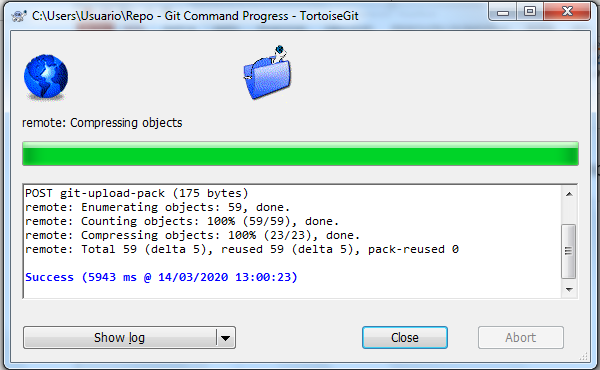 C:\Users\Usuario\Repo - Git Command Progress - TortoiseGit
remote: Compressing objects
POST git-upload-pack (175 bytes)
remote: Enumerating objects: 59, done.
remote: Counting objects: 100% (59/59), done.
remote: Compressing objects: 100% (23/23), done.
remote: Total 59 (delta 5), reused 59 (delta 5), pack-reused 0
Success (5943 ms @ 14/03/2020 13:00:23)
Show log
Close
Abort